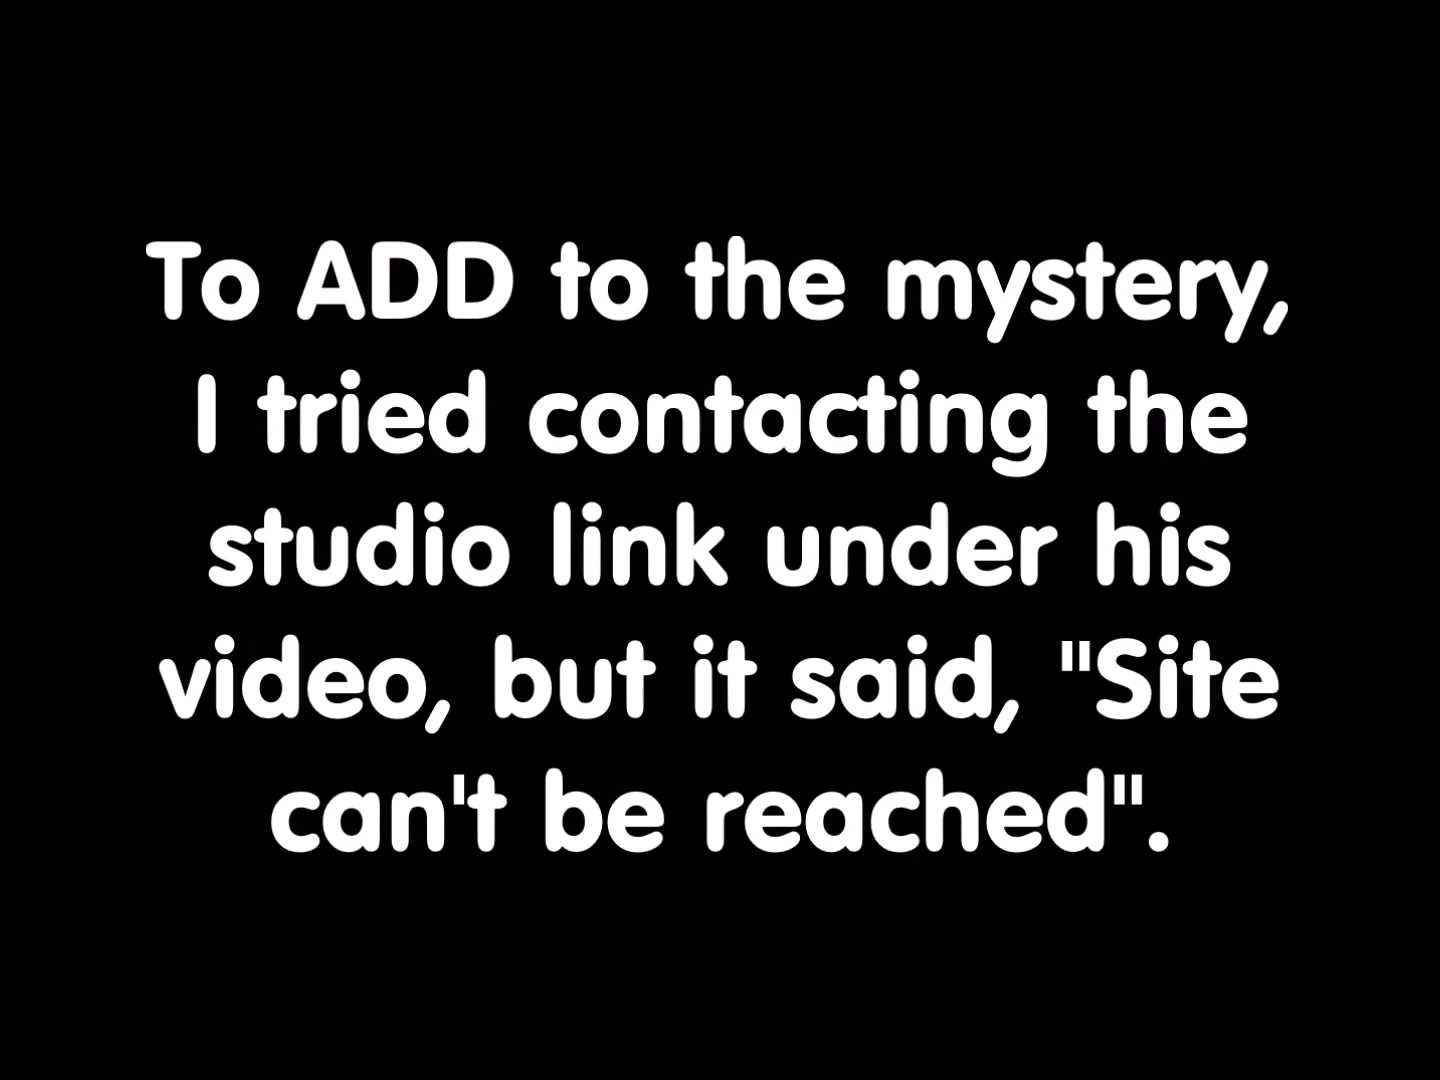 To ADD to the mystery,
I tried contacting the
studio link under his
video, but it said, "Site
can't be reached".